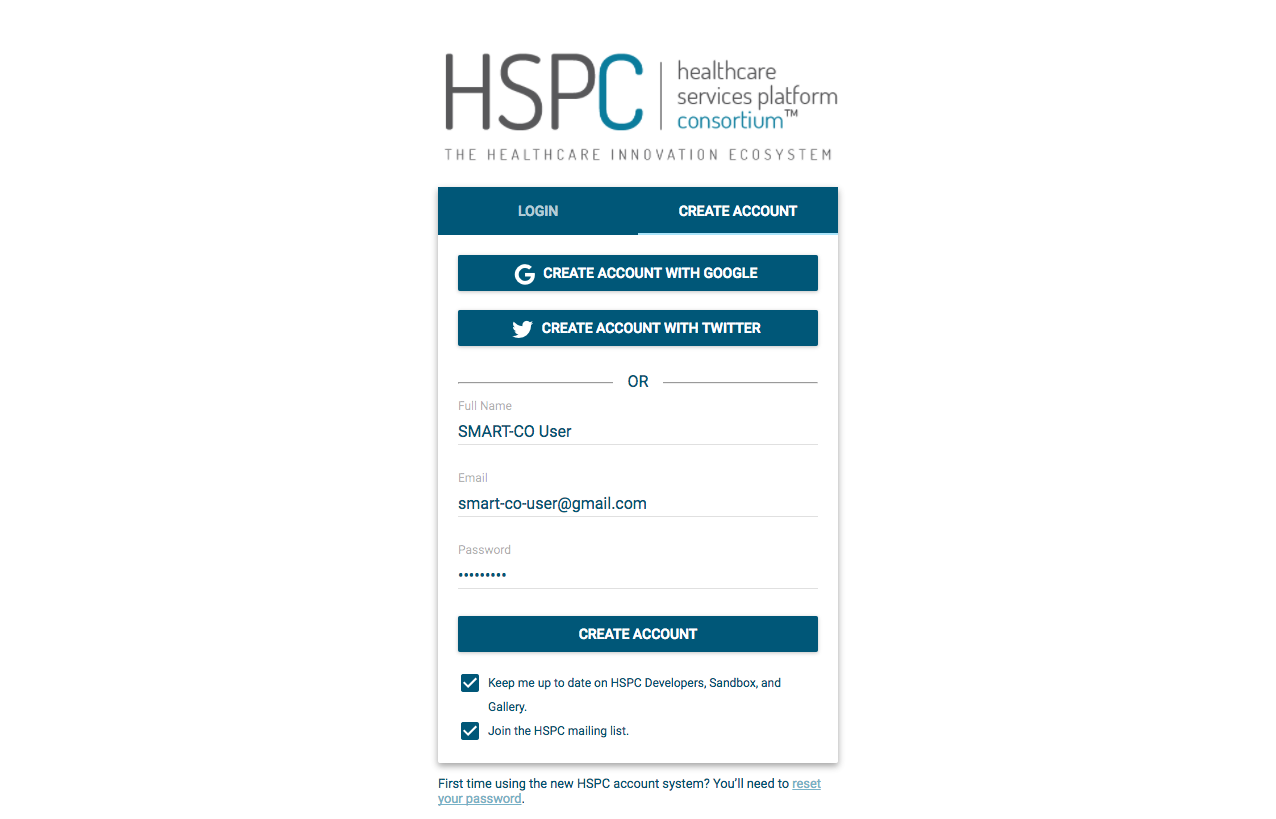 HSPC
healthcare
services platform
consortium™
THE HEALTHCARE INNOVATION ECOSYSTEM
LOGIN
CREATE ACCOUNT
CREATE ACCOUNT WITH GOOGLE
CREATE ACCOUNT WITH TWITTER
OR
Full Name
SMART-CO User
Email
smart-co-user@gmail.com
Password
•••••••••
CREATE ACCOUNT
Keep me up to date on HSPC Developers, Sandbox, and
Gallery.
Join the HSPC mailing list.
First time using the new HSPC account system? You’ll need to reset
your password.